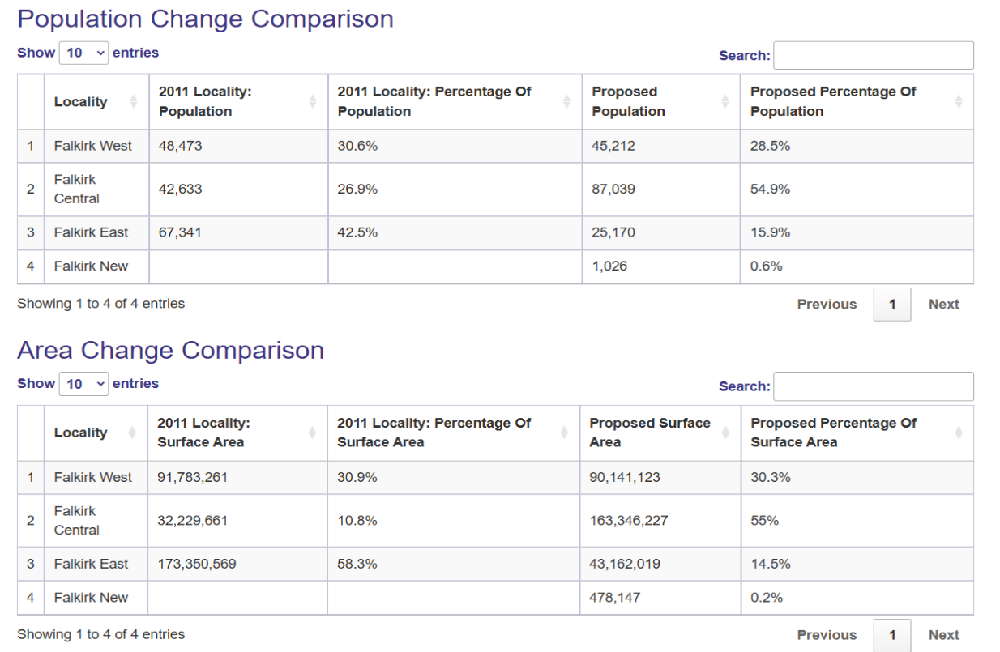 Population Change Comparison
Show 10 entries
Search:
Locality
2011 Locality:
Population
2011 Locality: Percentage Of
Population
Proposed
Population
Proposed Percentage Of
Population
1 Falkirk West 48,473 30.6% 45,212 28.5%
2 Falkirk
Central 42,633 26.9% 87,039 54.9%
3 Falkirk East 67,341 42.5% 25,170 15.9%
4 Falkirk New 1,026 0.6%
Showing 1 to 4 of 4 entries
Previous 1 Next
Area Change Comparison
Show 10 entries
Search:
Locality
2011 Locality:
Surface Area
2011 Locality: Percentage Of
Surface Area
Proposed Surface
Area
Proposed Percentage Of
Surface Area
1 Falkirk West 91,783,261 30.9% 90,141,123 30.3%
2 Falkirk
Central 32,229,661 10.8% 163,346,227 55%
3 Falkirk East 173,350,569 58.3% 43,162,019 14.5%
4 Falkirk New 478,147 0.2%
Showing 1 to 4 of 4 entries
Previous 1 Next